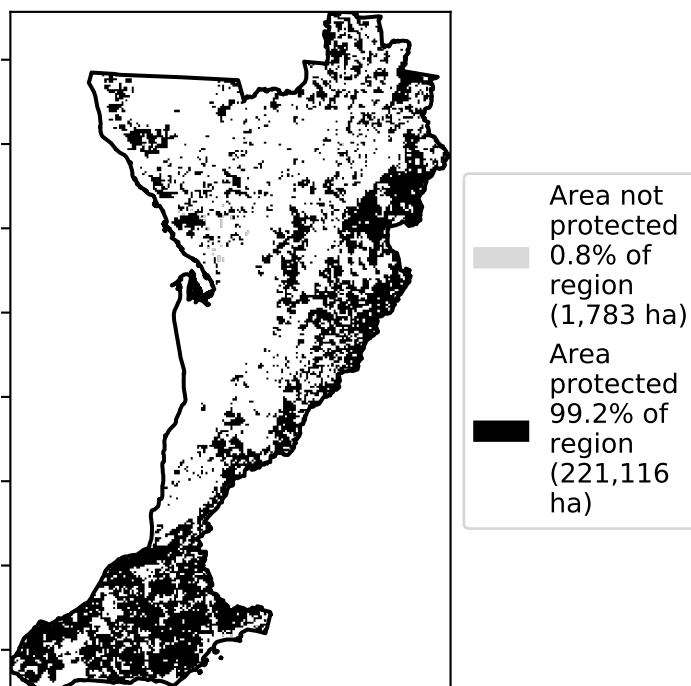 Area not
protected
0.8% of
region
(1,783 ha)
Area
protected
99.2% of
region
(221,116
ha)